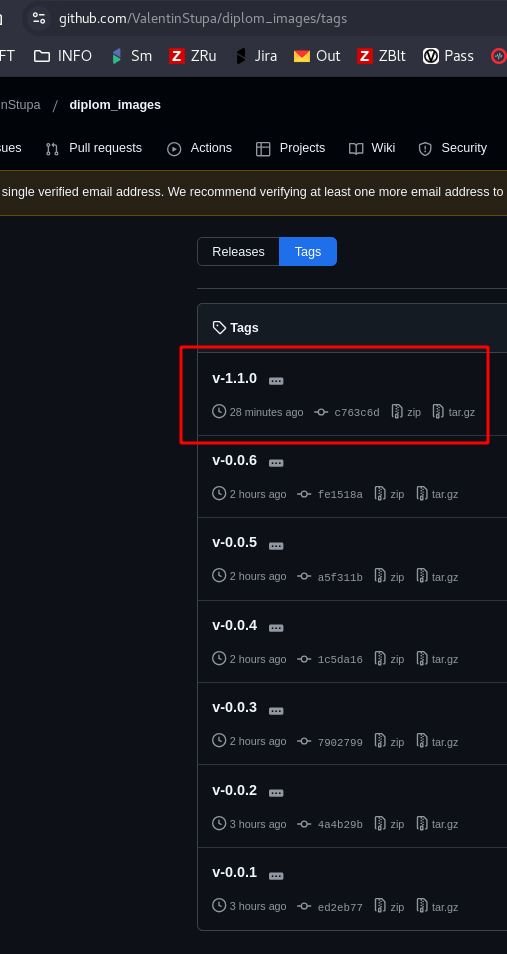 github.com/ValentinStupa/diplom_images/tags
FT INFO Sm ZRu Jira Out ZBlt Pass
nStupa / diplom_images
ues Pull requests Actions Projects Wiki Security
single verified email address. We recommend verifying at least one more email address to
Releases Tags
Tags
v-1.1.0
28 minutes ago c763c6d zip tar.gz
v-0.0.6
2 hours ago fe1518a zip tar.gz
v-0.0.5
2 hours ago a5f311b zip tar.gz
v-0.0.4
2 hours ago 1c5da16 zip tar.gz
v-0.0.3
2 hours ago 7902799 zip tar.gz
v-0.0.2
3 hours ago 4a4b29b zip tar.gz
v-0.0.1
3 hours ago ed2eb77 zip tar.gz